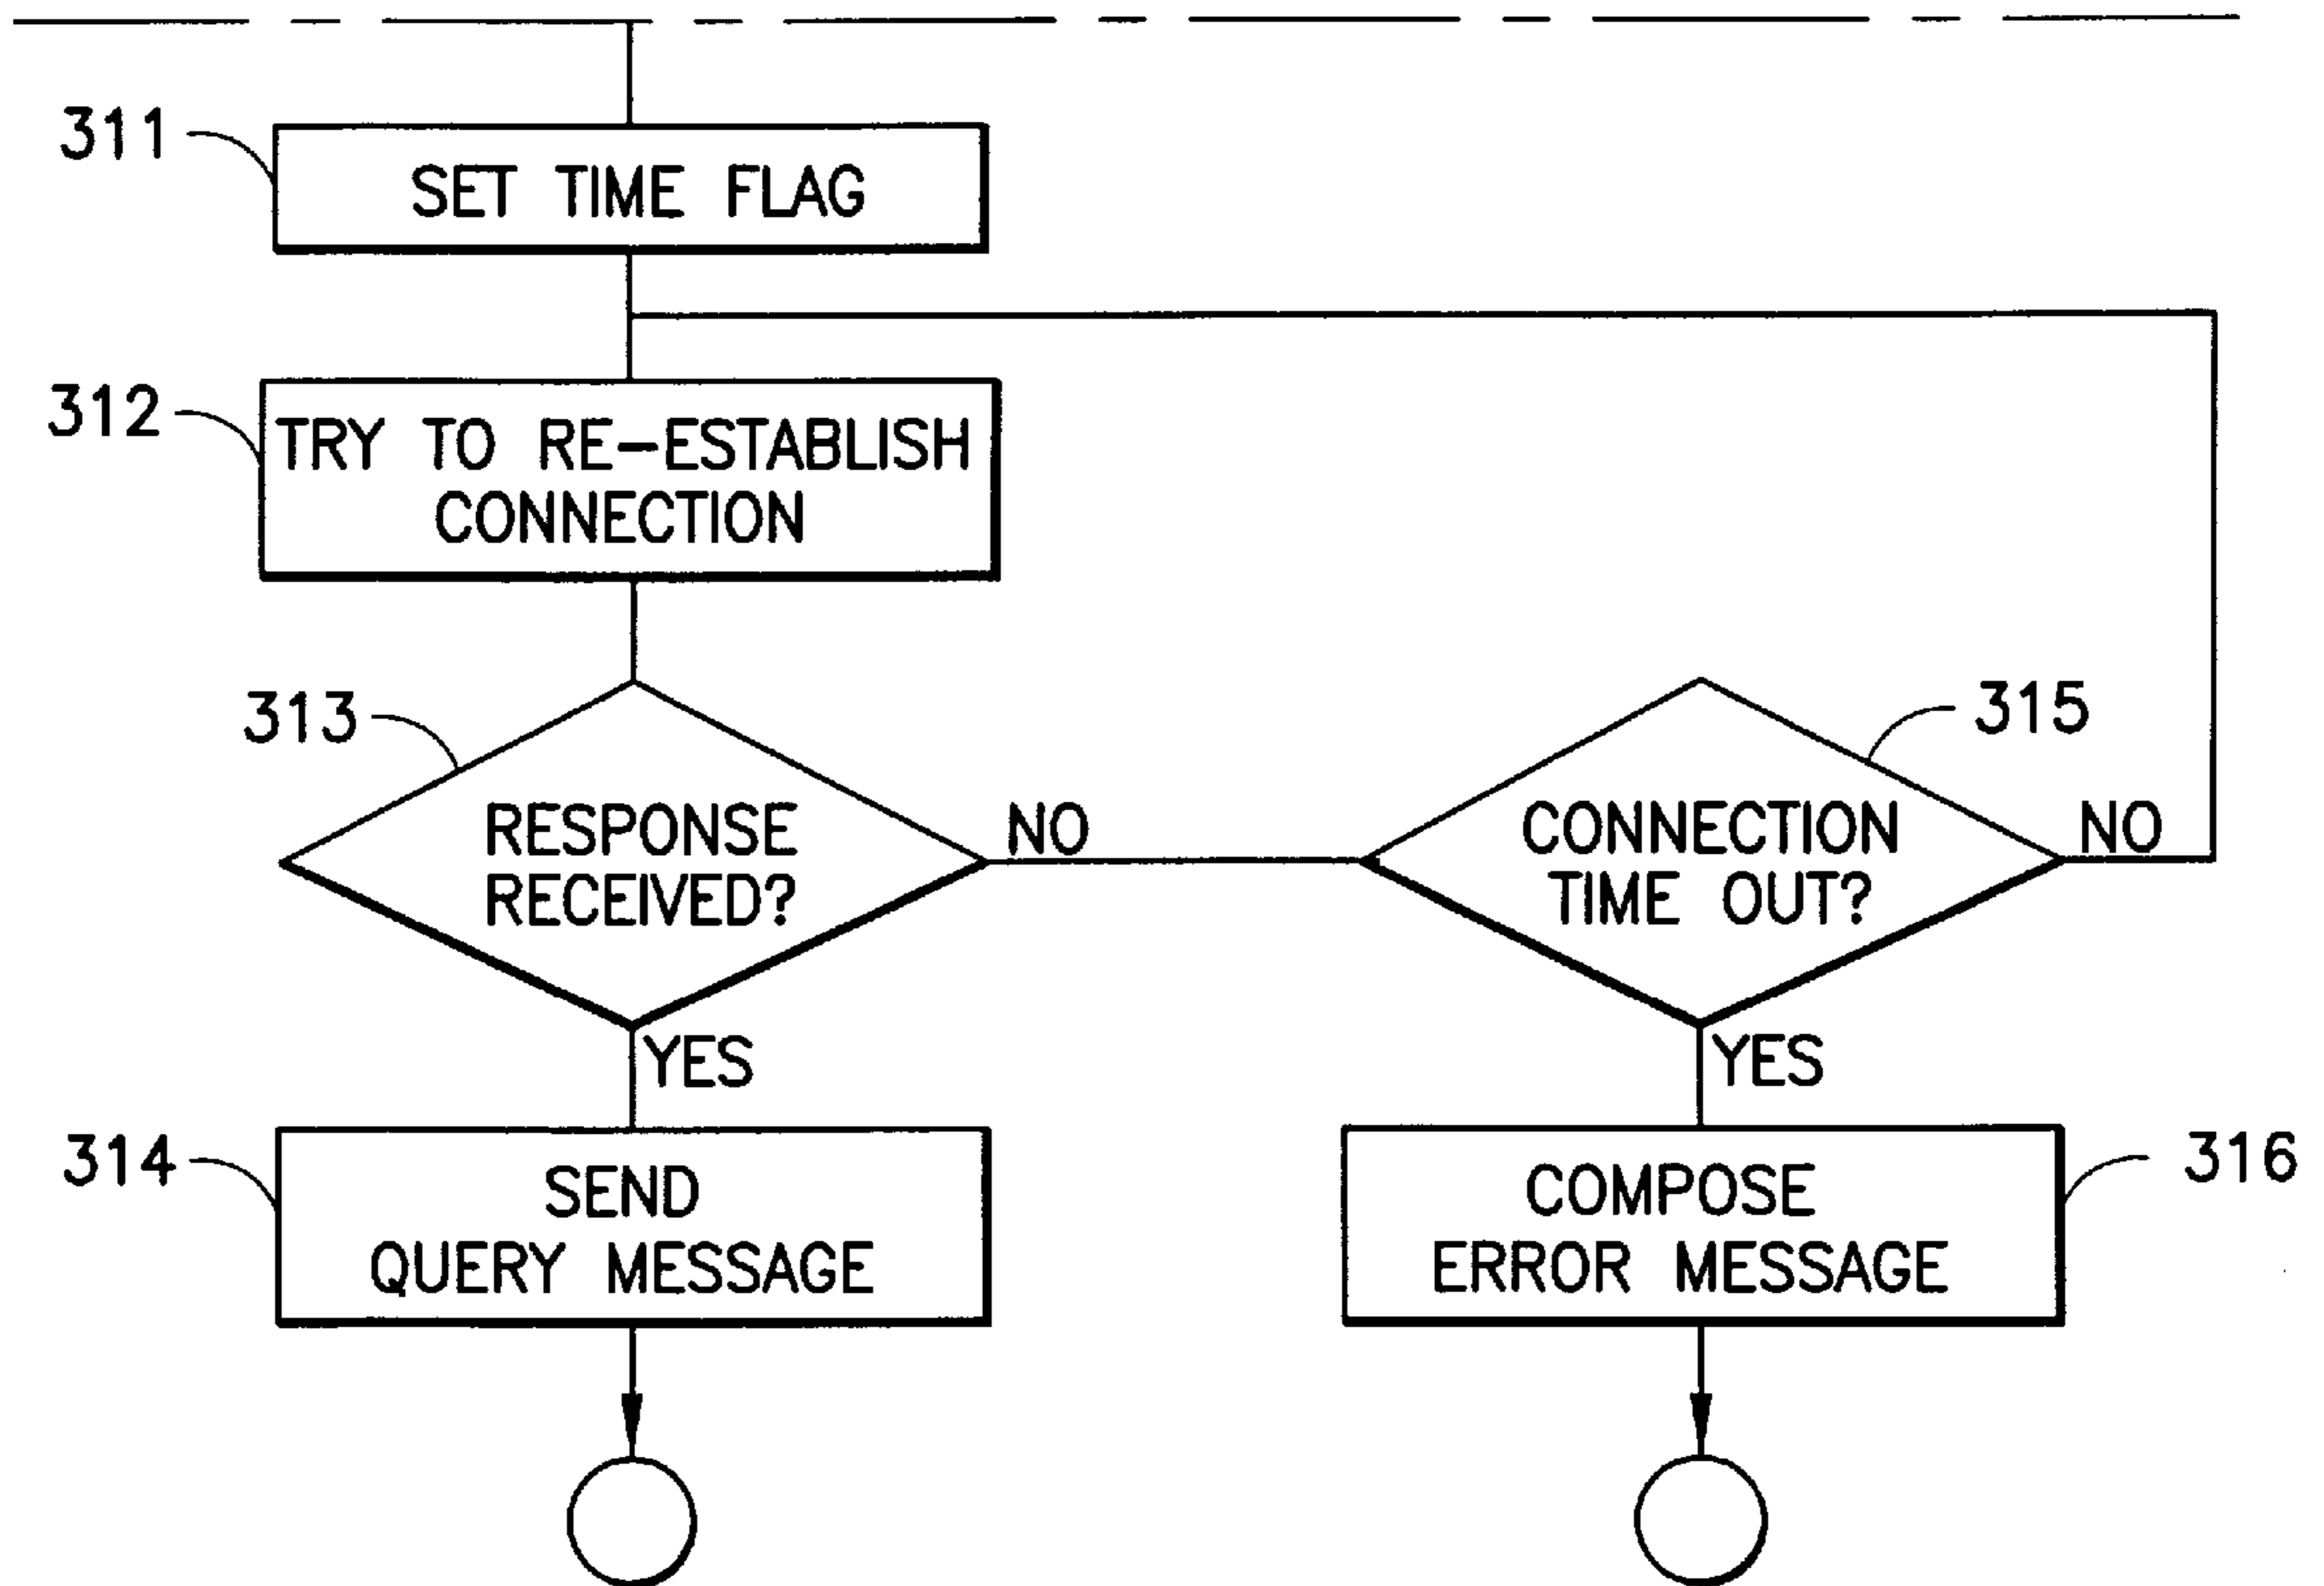 311
SET TIME FLAG
312
TRY TO RE-ESTABLISH
CONNECTION
313
RESPONSE
RECEIVED?
NO
315
CONNECTION
TIME OUT?
NO
YES
YES
314
SEND
QUERY MESSAGE
COMPOSE
ERROR MESSAGE
316